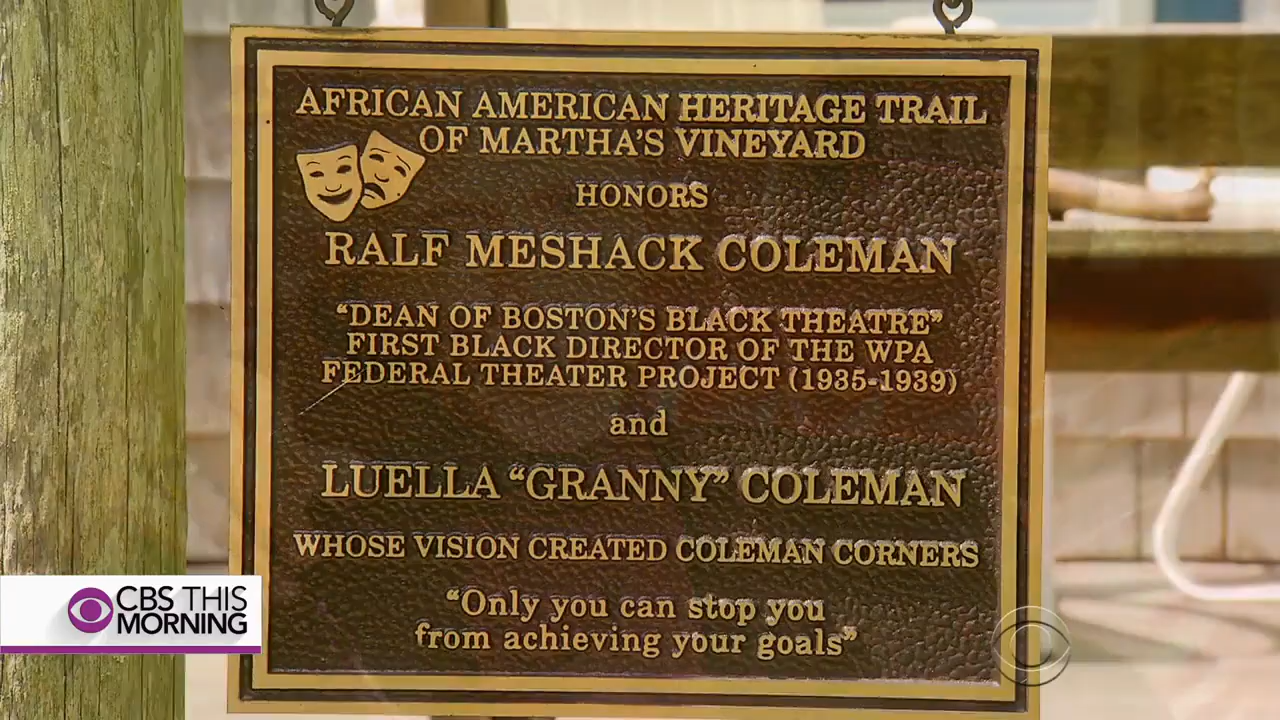 AFRICAN AMERICAN HERITAGE TRAIL
OF MARTHA'S VINEYARD
HONORS
RALF MESHACK COLEMAN
"DEAN OF BOSTON'S BLACK THEATRE"
FIRST BLACK DIRECTOR OF THE WPA
FEDERAL THEATER PROJECT (1935-1939)
and
LUELLA "GRANNY" COLEMAN
WHOSE VISION CREATED COLEMAN CORNERS
"Only you can stop you
from achieving your goals"
CBS THIS
MORNING